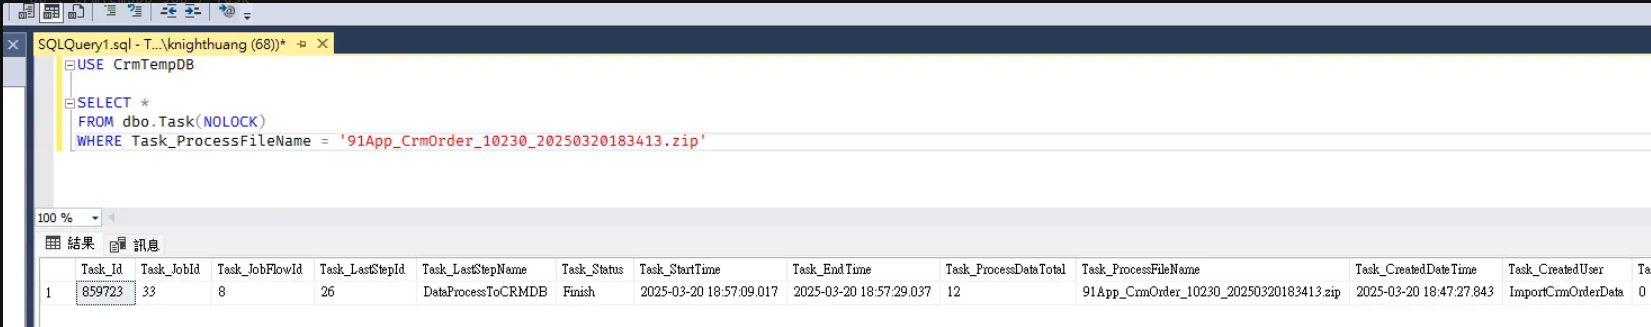 SQLQuery1.sql - T...\knighthuang (68))*
USE CrmTempDB
SELECT *
FROM dbo.Task(NOLOCK)
WHERE Task_ProcessFileName = '91App_CrmOrder_10230_20250320183413.zip'
100 %
結果 訊息
Task_Id Task_JobId Task_JobFlowId Task_LastStepId Task_LastStepName Task_Status Task_StartTime Task_EndTime Task_ProcessDataTotal Task_ProcessFileName Task_CreatedDateTime Task_CreatedUser Ta
1 859723 33 8 26 DataProcessToCRMDB Finish 2025-03-20 18:57:09.017 2025-03-20 18:57:29.037 12 91App_CrmOrder_10230_20250320183413.zip 2025-03-20 18:47:27.843 ImportCrmOrderData 0